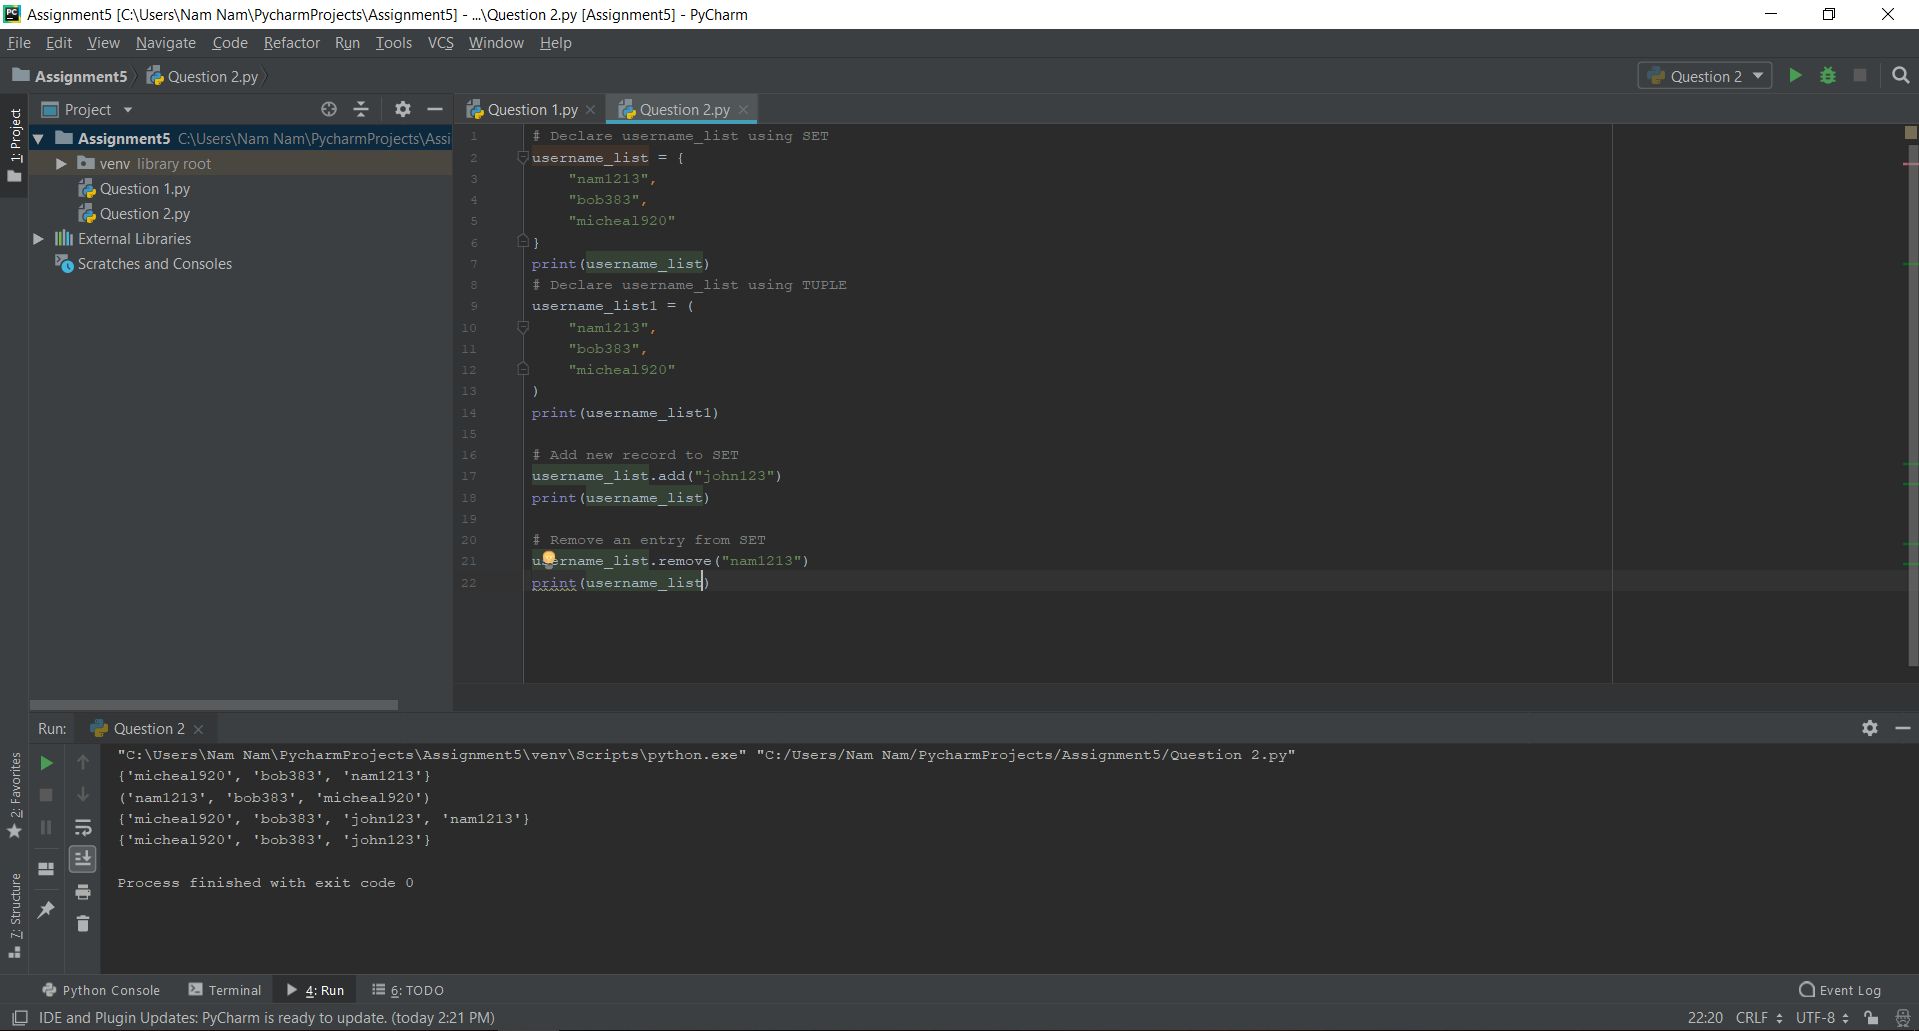 Assignment5 [C:\Users\Nam Nam\PycharmProjects\Assignment5] - ...\Question 2.py [Assignment5] - PyCharm
File Edit View Navigate Code Refactor Run Tools VCS Window Help
Assignment5 Question 2.py Question 2
1: Project
Project
Assignment5 C:\Users\Nam Nam\PycharmProjects\Assi
venv library root
Question 1.py
Question 2.py
External Libraries
Scratches and Consoles
Question 1.py Question 2.py
1 # Declare username_list using SET
2 username_list = {
3 "nam1213",
4 "bob383",
5 "micheal920"
6 }
7 print(username_list)
8 # Declare username_list using TUPLE
9 username_list1 = (
10 "nam1213",
11 "bob383",
12 "micheal920"
13 )
14 print(username_list1)
15
16 # Add new record to SET
17 username_list.add("john123")
18 print(username_list)
19
20 # Remove an entry from SET
21 username_list.remove("nam1213")
22 print(username_list)
Run: Question 2
"C:\Users\Nam Nam\PycharmProjects\Assignment5\venv\Scripts\python.exe" "C:/Users/Nam Nam/PycharmProjects/Assignment5/Question 2.py"
{'micheal920', 'bob383', 'nam1213'}
('nam1213', 'bob383', 'micheal920')
{'micheal920', 'bob383', 'john123', 'nam1213'}
{'micheal920', 'bob383', 'john123'}
Process finished with exit code 0
2: Favorites
7: Structure
Python Console Terminal 4: Run 6: TODO Event Log
IDE and Plugin Updates: PyCharm is ready to update. (today 2:21 PM) 22:20 CRLF UTF-8